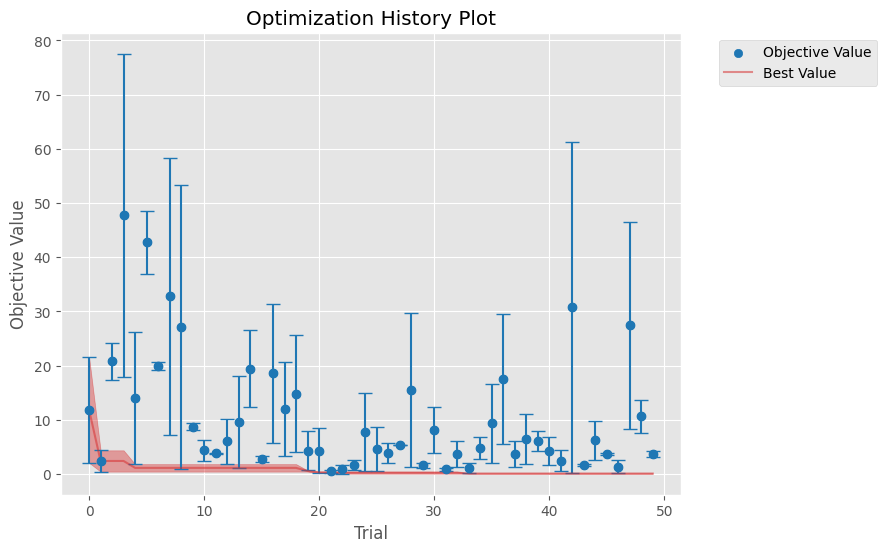 Optimization History Plot
80
70
60
50
40
30
20
10
0
Objective Value
0 10 20 30 40 50
Trial
Objective Value
Best Value